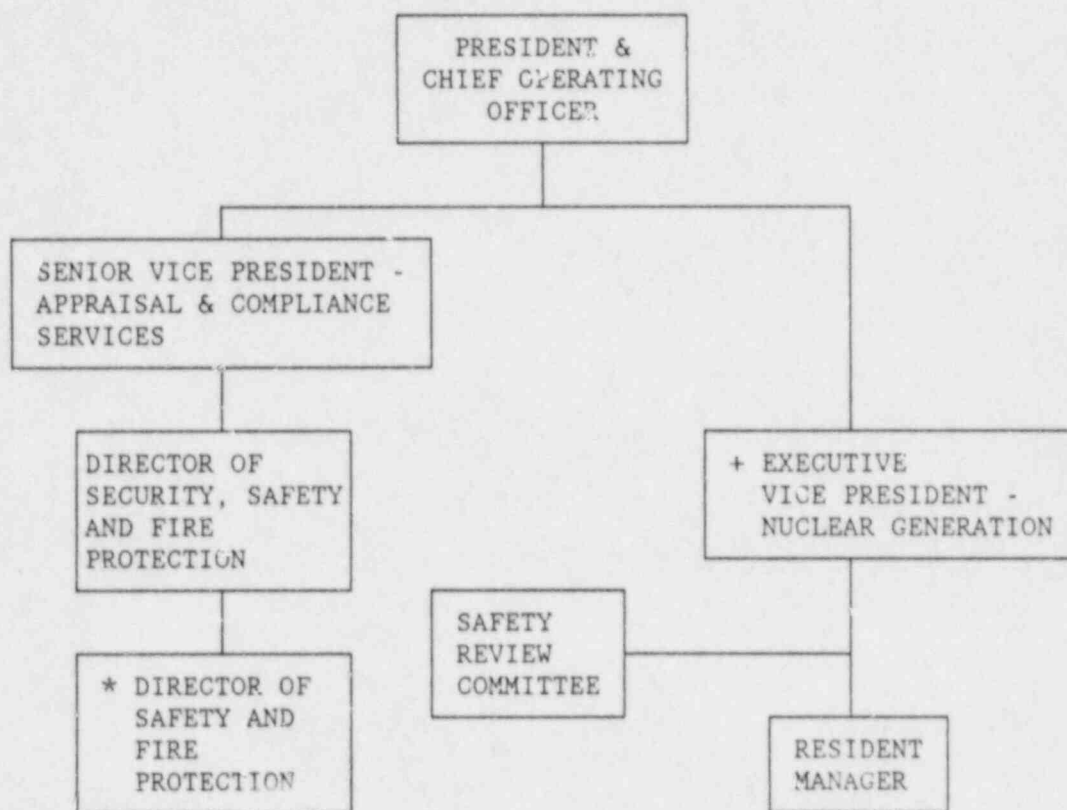 PRESIDENT &
CHIEF OPERATING
OFFICER
SENIOR VICE PRESIDENT -
APPRAISAL & COMPLIANCE
SERVICES
DIRECTOR OF
SECURITY, SAFETY
AND FIRE
PROTECTION
+ EXECUTIVE
VICE PRESIDENT -
NUCLEAR GENERATION
SAFETY
REVIEW
COMMITTEE
* DIRECTOR OF
SAFETY AND
FIRE
PROTECTION
RESIDENT
MANAGER